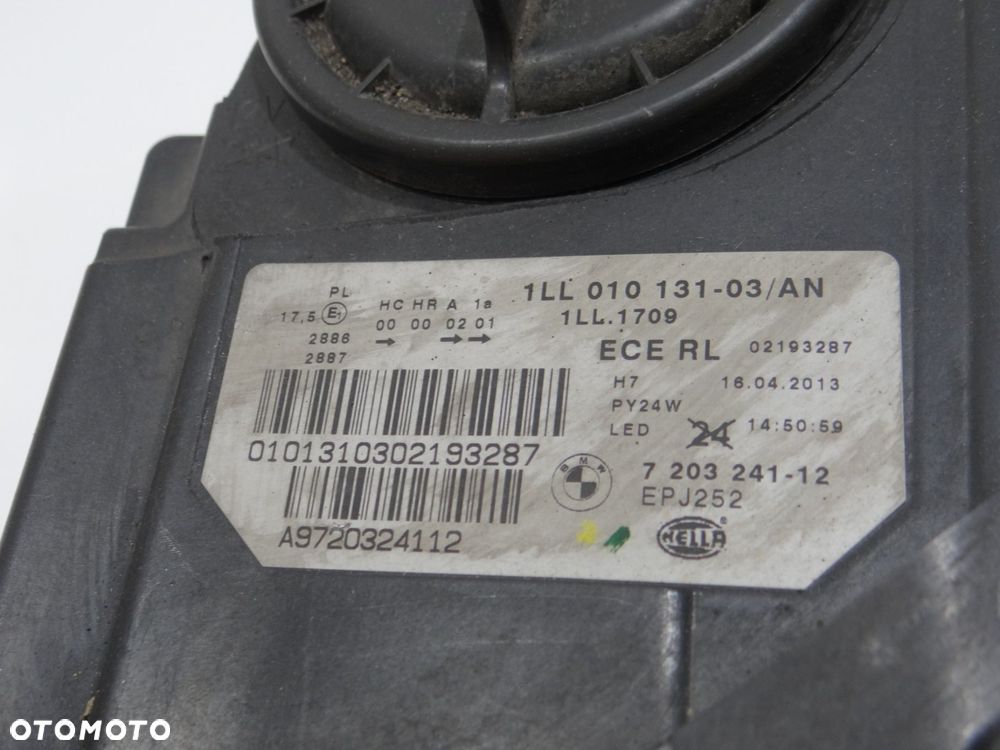 1LL 010 131-03/AN
1LL.1709
PL
17,5 E1
HC HR A 1a
00 00 02 01
2886 → → →
2887
ECE RL 02193287
H7 16.04.2013
PY24W
LED 24 14:50:59
0101310302193287
BMW
7 203 241-12
EPJ252
A9720324112
HELLA ®
OTOMOTO